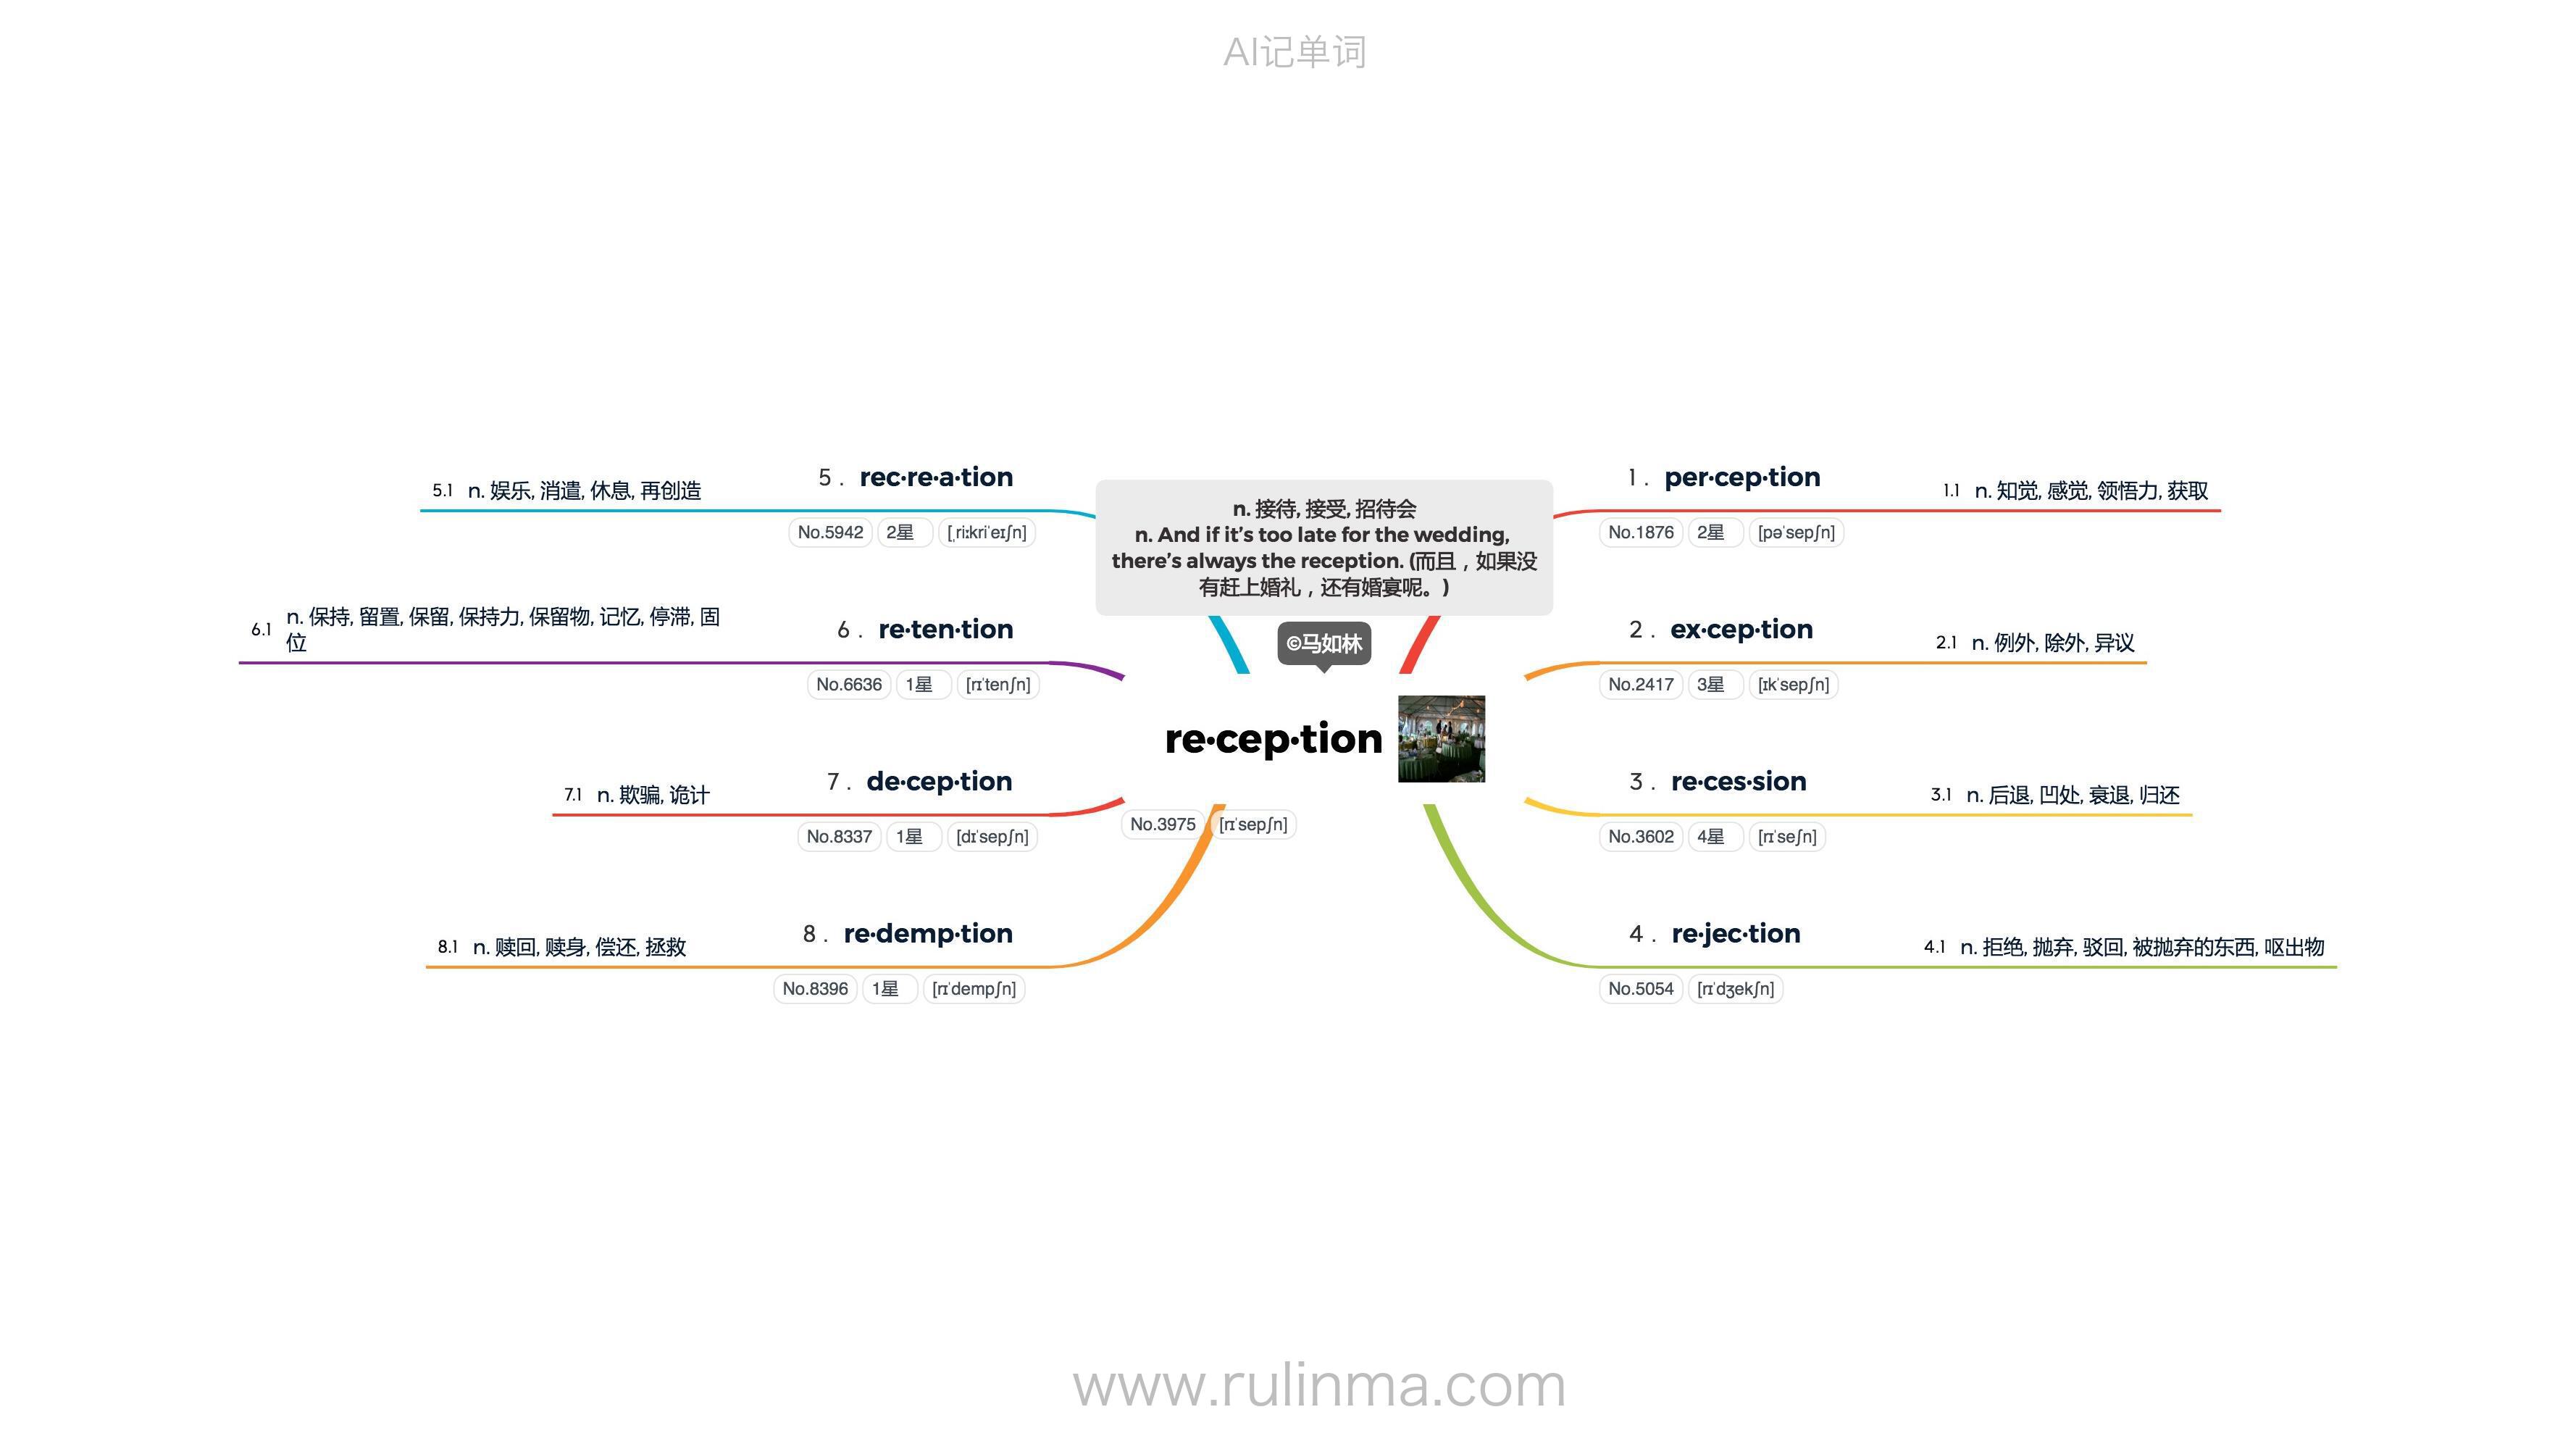 AI记单词
n. 接待, 接受, 招待会
n. And if it’s too late for the wedding,
there’s always the reception. (而且，如果没
有赶上婚礼，还有婚宴呢。)
©马如林
re·cep·tion
No.3975 [rɪˈsepʃn]
1 . per·cep·tion
No.1876 2星 [pəˈsepʃn]
1.1 n. 知觉, 感觉, 领悟力, 获取
2 . ex·cep·tion
No.2417 3星 [ɪkˈsepʃn]
2.1 n. 例外, 除外, 异议
3 . re·ces·sion
No.3602 4星 [rɪˈseʃn]
3.1 n. 后退, 凹处, 衰退, 归还
4 . re·jec·tion
No.5054 [rɪˈdʒekʃn]
4.1 n. 拒绝, 抛弃, 驳回, 被抛弃的东西, 呕出物
5 . rec·re·a·tion
No.5942 2星 [ˌriːkriˈeɪʃn]
5.1 n. 娱乐, 消遣, 休息, 再创造
6 . re·ten·tion
No.6636 1星 [rɪˈtenʃn]
6.1 n. 保持, 留置, 保留, 保持力, 保留物, 记忆, 停滞, 固
位
7 . de·cep·tion
No.8337 1星 [dɪˈsepʃn]
7.1 n. 欺骗, 诡计
8 . re·demp·tion
No.8396 1星 [rɪˈdempʃn]
8.1 n. 赎回, 赎身, 偿还, 拯救
www.rulinma.com